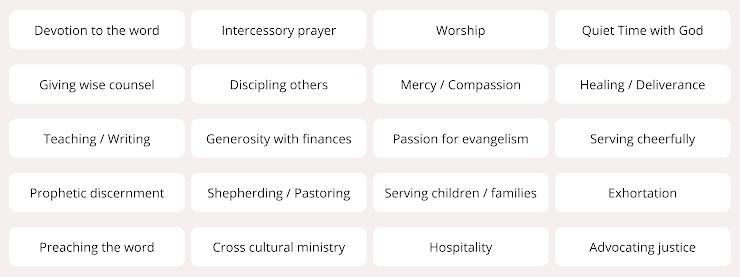 Devotion to the word
Intercessory prayer
Worship
Quiet Time with God
Giving wise counsel
Discipling others
Mercy / Compassion
Healing / Deliverance
Teaching / Writing
Generosity with finances
Passion for evangelism
Serving cheerfully
Prophetic discernment
Shepherding / Pastoring
Serving children / families
Exhortation
Preaching the word
Cross cultural ministry
Hospitality
Advocating justice